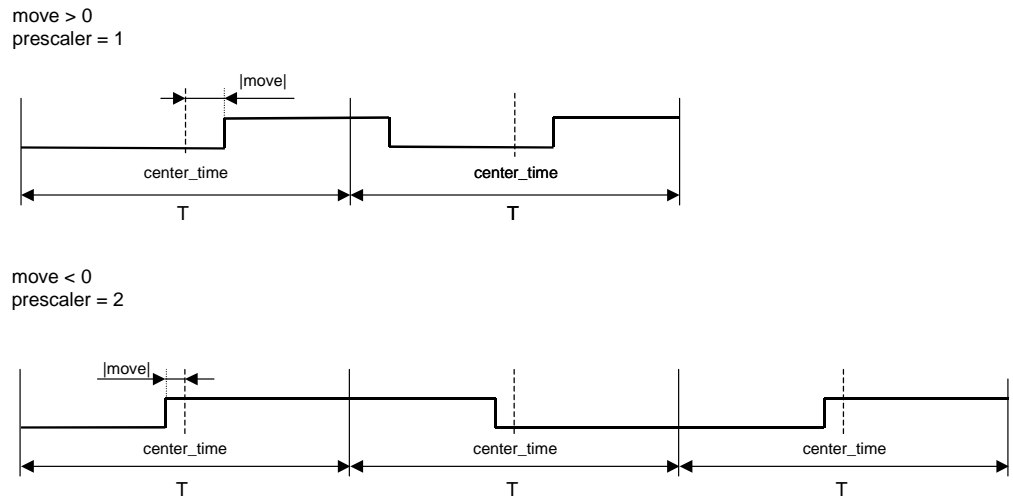 move > 0
prescaler = 1
|move|
center_time
center_time
T
T
move < 0
prescaler = 2
|move|
center_time
center_time
center_time
T
T
T